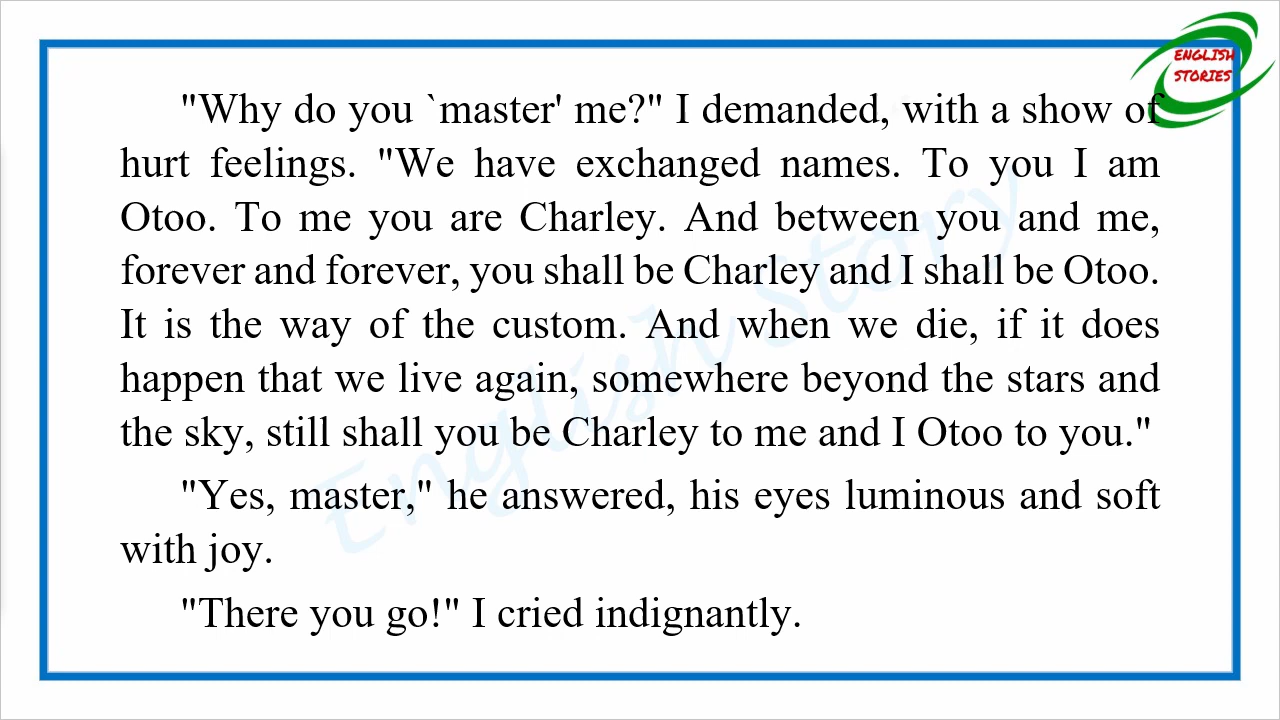 ENGLISH
STORIES
"Why do you `master' me?" I demanded, with a show of
hurt feelings. "We have exchanged names. To you I am
Otoo. To me you are Charley. And between you and me,
forever and forever, you shall be Charley and I shall be Otoo.
It is the way of the custom. And when we die, if it does
happen that we live again, somewhere beyond the stars and
the sky, still shall you be Charley to me and I Otoo to you."
"Yes, master," he answered, his eyes luminous and soft
with joy.
"There you go!" I cried indignantly.
English Story